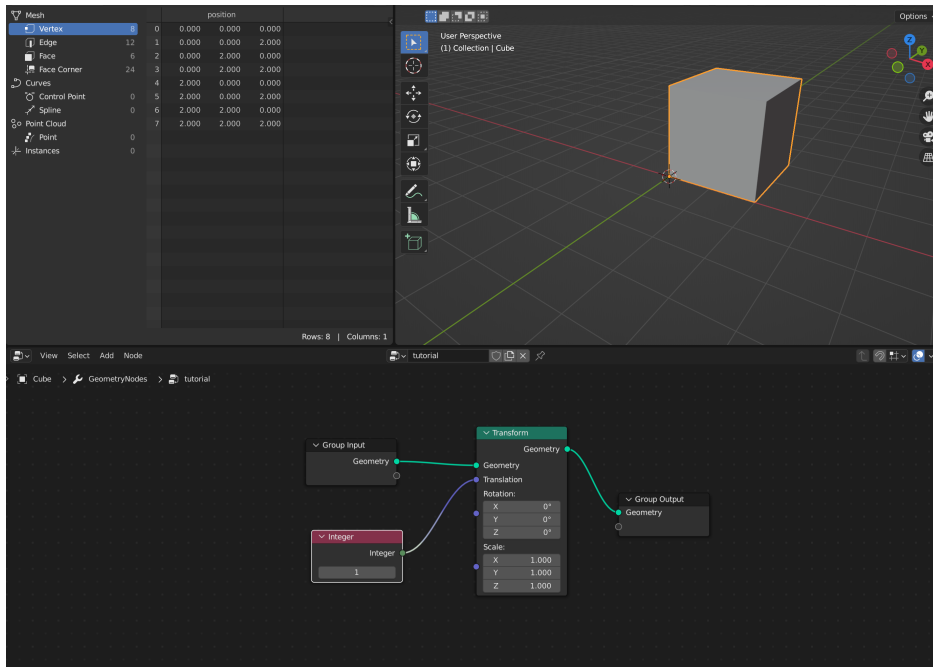 Mesh
Vertex 8
Edge 12
Face 6
Face Corner 24
Curves
Control Point 0
Spline 0
Point Cloud
Point 0
Instances 0
position
0 0.000 0.000 0.000
1 0.000 0.000 2.000
2 0.000 2.000 0.000
3 0.000 2.000 2.000
4 2.000 0.000 0.000
5 2.000 0.000 2.000
6 2.000 2.000 0.000
7 2.000 2.000 2.000
Rows: 8 | Columns: 1
Options
User Perspective
(1) Collection | Cube
Z
Y
X
View Select Add Node
tutorial
Cube > GeometryNodes > tutorial
Group Input
Geometry
Integer
Integer
1
Transform
Geometry
Geometry
Translation
Rotation:
X 0°
Y 0°
Z 0°
Scale:
X 1.000
Y 1.000
Z 1.000
Group Output
Geometry